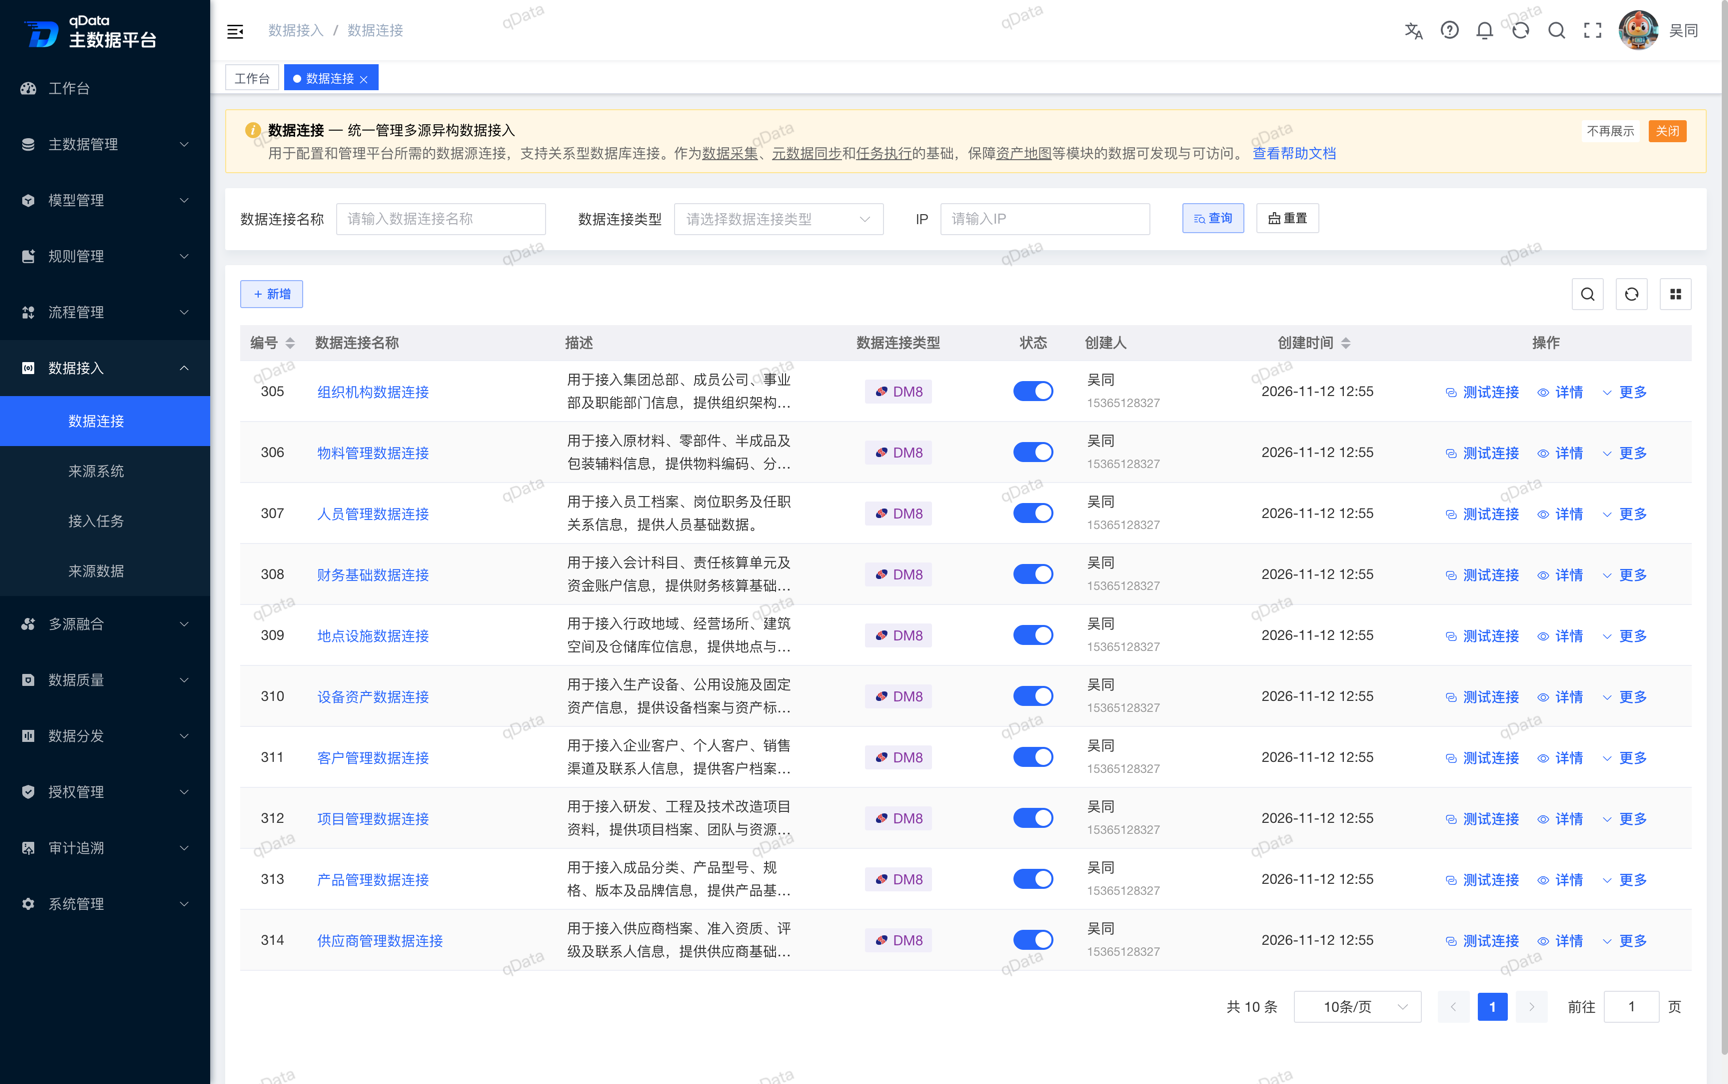 qData
主数据平台
数据接入 / 数据连接
吴同
工作台
主数据管理
模型管理
规则管理
流程管理
数据接入
数据连接
来源系统
接入任务
来源数据
多源融合
数据质量
数据分发
授权管理
审计追溯
系统管理
工作台
数据连接
数据连接 — 统一管理多源异构数据接入
不再展示
关闭
用于配置和管理平台所需的数据源连接，支持关系型数据库连接。作为数据采集、元数据同步和任务执行的基础，保障资产地图等模块的数据可发现与可访问。 查看帮助文档
数据连接名称 请输入数据连接名称 数据连接类型 请选择数据连接类型 IP 请输入IP 查询 重置
+ 新增
编号 数据连接名称 描述 数据连接类型 状态 创建人 创建时间 操作
305 组织机构数据连接 用于接入集团总部、成员公司、事业 DM8 吴同 2026-11-12 12:55 测试连接 详情 更多
部及职能部门信息，提供组织架构... 15365128327
306 物料管理数据连接 用于接入原材料、零部件、半成品及 DM8 吴同 2026-11-12 12:55 测试连接 详情 更多
包装辅料信息，提供物料编码、分... 15365128327
307 人员管理数据连接 用于接入员工档案、岗位职务及任职 DM8 吴同 2026-11-12 12:55 测试连接 详情 更多
关系信息，提供人员基础数据。 15365128327
308 财务基础数据连接 用于接入会计科目、责任核算单元及 DM8 吴同 2026-11-12 12:55 测试连接 详情 更多
资金账户信息，提供财务核算基础... 15365128327
309 地点设施数据连接 用于接入行政地域、经营场所、建筑 DM8 吴同 2026-11-12 12:55 测试连接 详情 更多
空间及仓储库位信息，提供地点与... 15365128327
310 设备资产数据连接 用于接入生产设备、公用设施及固定 DM8 吴同 2026-11-12 12:55 测试连接 详情 更多
资产信息，提供设备档案与资产标... 15365128327
311 客户管理数据连接 用于接入企业客户、个人客户、销售 DM8 吴同 2026-11-12 12:55 测试连接 详情 更多
渠道及联系人信息，提供客户档案... 15365128327
312 项目管理数据连接 用于接入研发、工程及技术改造项目 DM8 吴同 2026-11-12 12:55 测试连接 详情 更多
资料，提供项目档案、团队与资源... 15365128327
313 产品管理数据连接 用于接入成品分类、产品型号、规 DM8 吴同 2026-11-12 12:55 测试连接 详情 更多
格、版本及品牌信息，提供产品基... 15365128327
314 供应商管理数据连接 用于接入供应商档案、准入资质、评 DM8 吴同 2026-11-12 12:55 测试连接 详情 更多
级及联系人信息，提供供应商基础... 15365128327
共 10 条 10条/页 1 前往 1 页